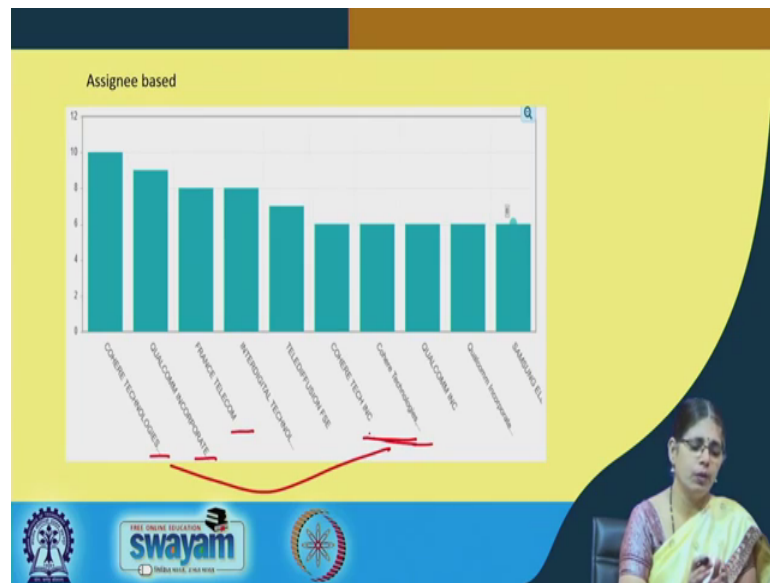 Assignee based
12
10
8
6
4
2
0
COHERE TECHNOLOGIES...
QUALCOMM INCORPORATE...
FRANCE TELECOM
INTERDIGITAL TECHNOL...
TELEDIFFUSION FSE
COHERE TECH INC
Cohere Technologies...
QUALCOMM INC
Qualcomm Incorporate...
SAMSUNG ELE
FREE ONLINE EDUCATION
swayam